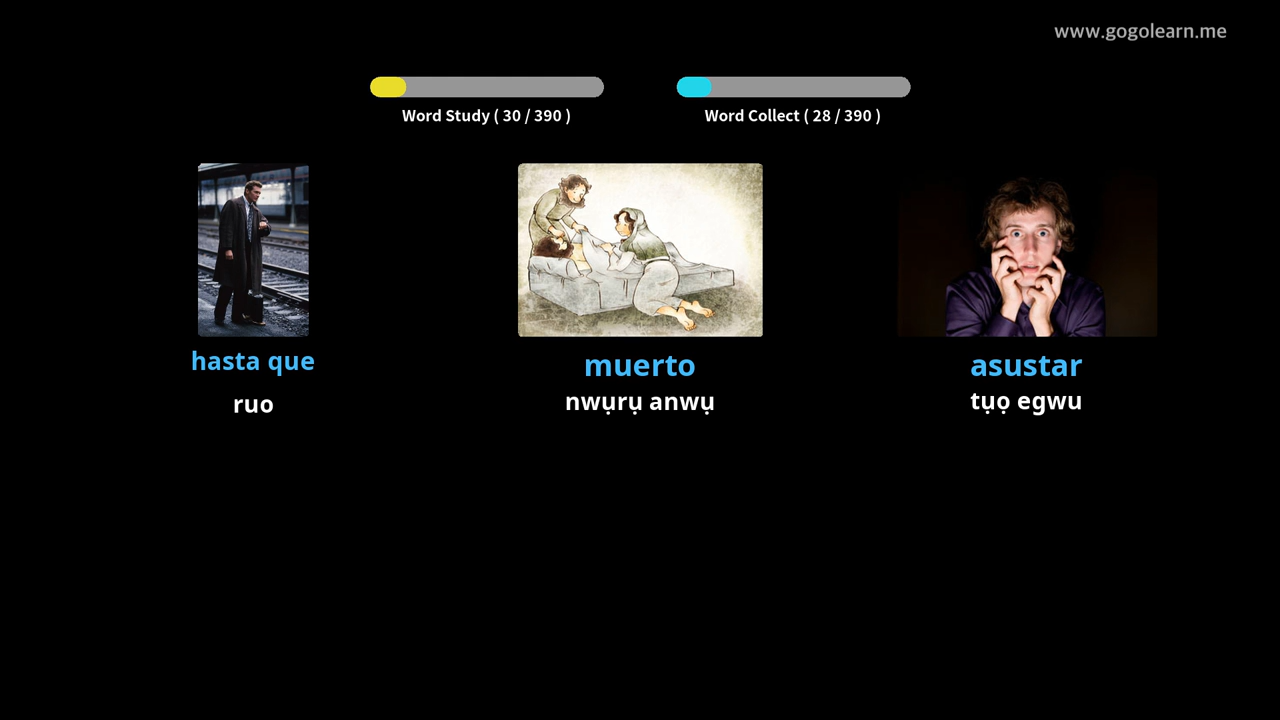 www.gogolearn.me
Word Study ( 30 / 390 )
Word Collect ( 28 / 390 )
hasta que
ruo
muerto
nwụrụ anwụ
asustar
tụọ egwu